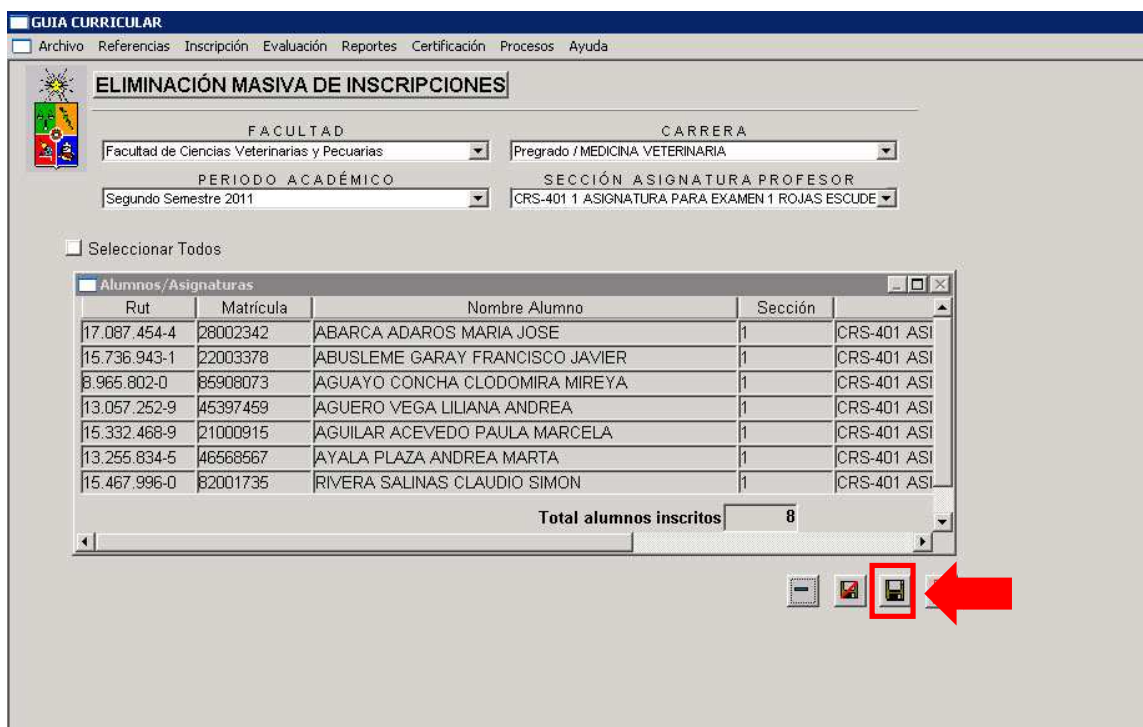 GUIA CURRICULAR
Archivo Referencias Inscripción Evaluación Reportes Certificación Procesos Ayuda
ELIMINACIÓN MASIVA DE INSCRIPCIONES
FACULTAD CARRERA
Facultad de Ciencias Veterinarias y Pecuarias Pregrado / MEDICINA VETERINARIA
PERIODO ACADÉMICO SECCIÓN ASIGNATURA PROFESOR
Segundo Semestre 2011 CRS-401 1 ASIGNATURA PARA EXAMEN 1 ROJAS ESCUDE
Seleccionar Todos
Alumnos/Asignaturas
Rut Matrícula Nombre Alumno Sección
17.087.454-4 28002342 ABARCA ADAROS MARIA JOSE 1 CRS-401 ASI
15.736.943-1 22003378 ABUSLEME GARAY FRANCISCO JAVIER 1 CRS-401 ASI
8.965.802-0 85908073 AGUAYO CONCHA CLODOMIRA MIREYA 1 CRS-401 ASI
13.057.252-9 45397459 AGUERO VEGA LILIANA ANDREA 1 CRS-401 ASI
15.332.468-9 21000915 AGUILAR ACEVEDO PAULA MARCELA 1 CRS-401 ASI
13.255.834-5 46568567 AYALA PLAZA ANDREA MARTA 1 CRS-401 ASI
15.467.996-0 82001735 RIVERA SALINAS CLAUDIO SIMON 1 CRS-401 ASI
Total alumnos inscritos 8